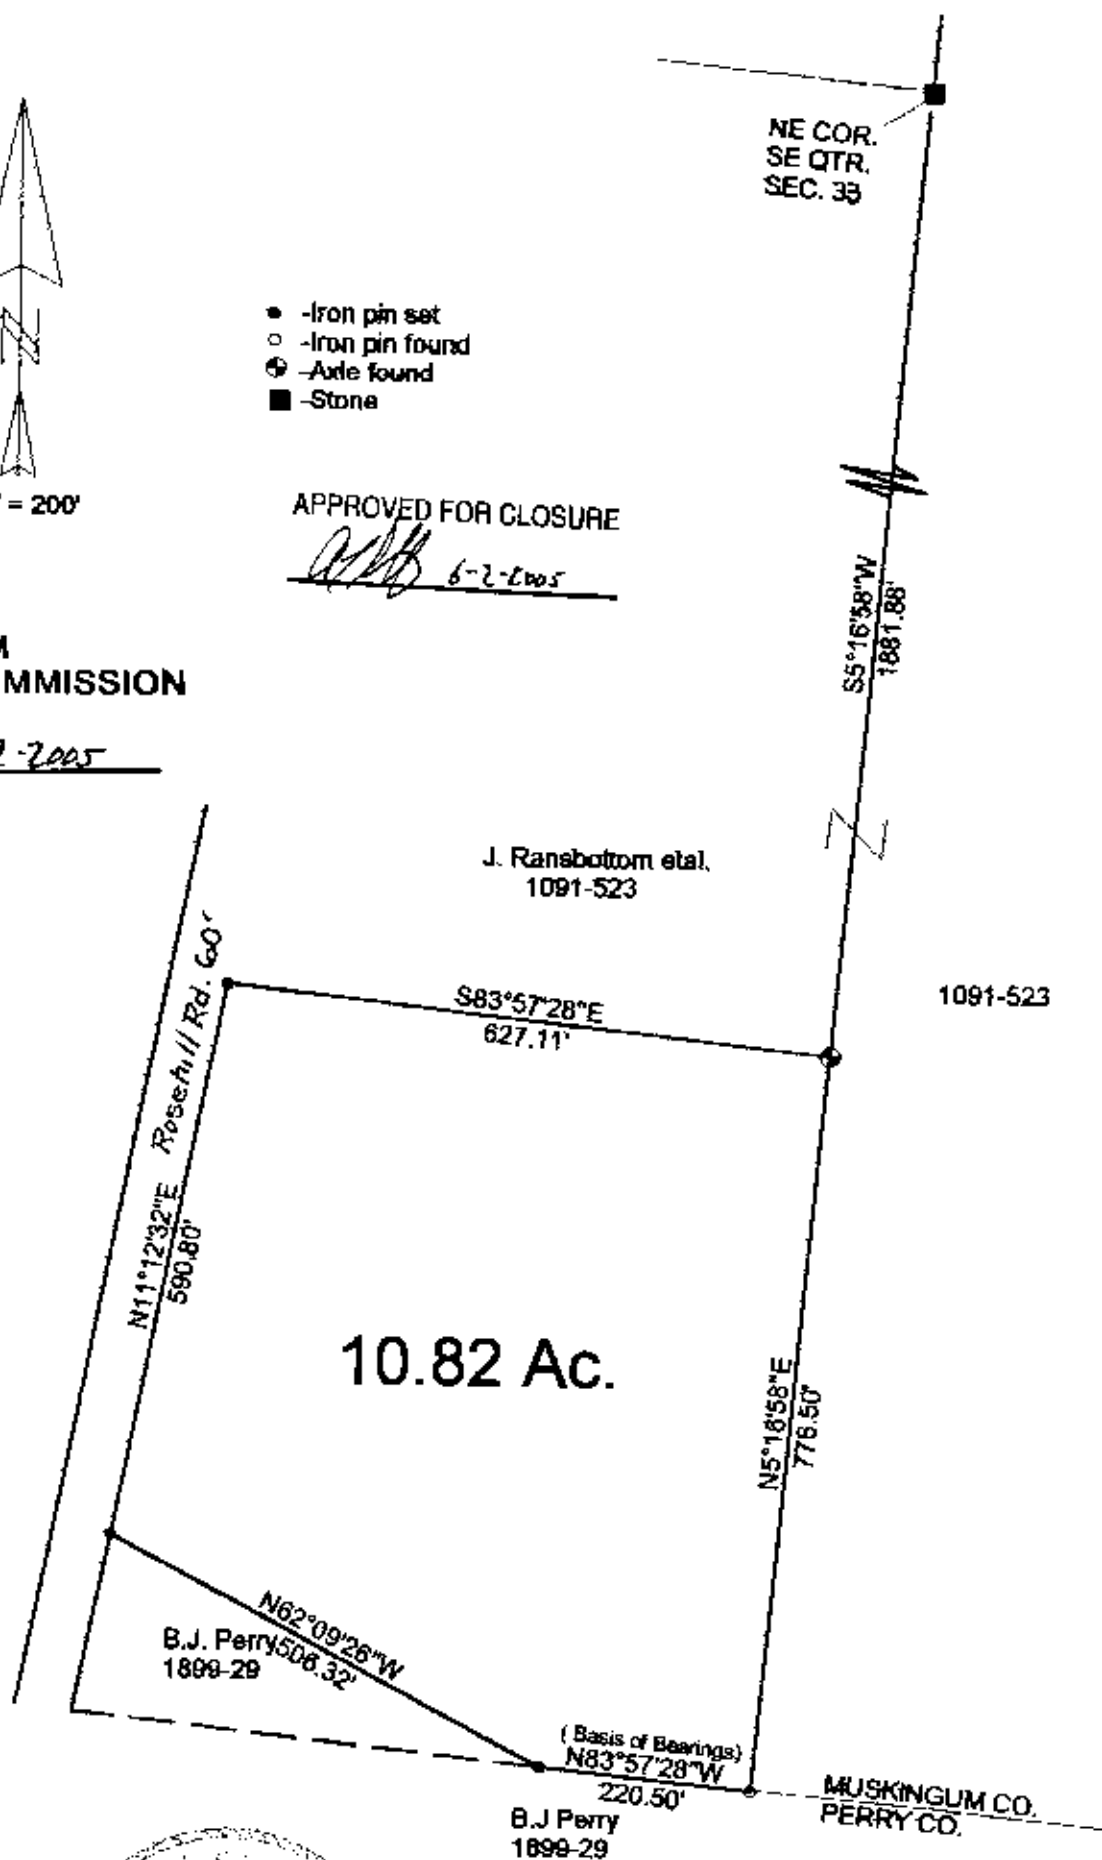 NE COR.
SE QTR.
SEC. 33
N
-Iron pin set
-Iron pin found
-Axle found
-Stone
' = 200'
APPROVED FOR CLOSURE
6-2-2005
M
MMISSION
2-2005
S5°16'58"W
1881.88'
J. Ransbottom etal.
1091-523
Rosehill Rd. 60'
S83°57'28"E
627.11'
1091-523
N11°12'32"E
590.80'
10.82 Ac.
N5°16'58"E
776.50'
N62°09'26"W
506.32'
B.J. Perry
1899-29
( Basis of Bearings)
N83°57'28"W
220.50'
MUSKINGUM CO.
PERRY CO.
B.J Perry
1899-29